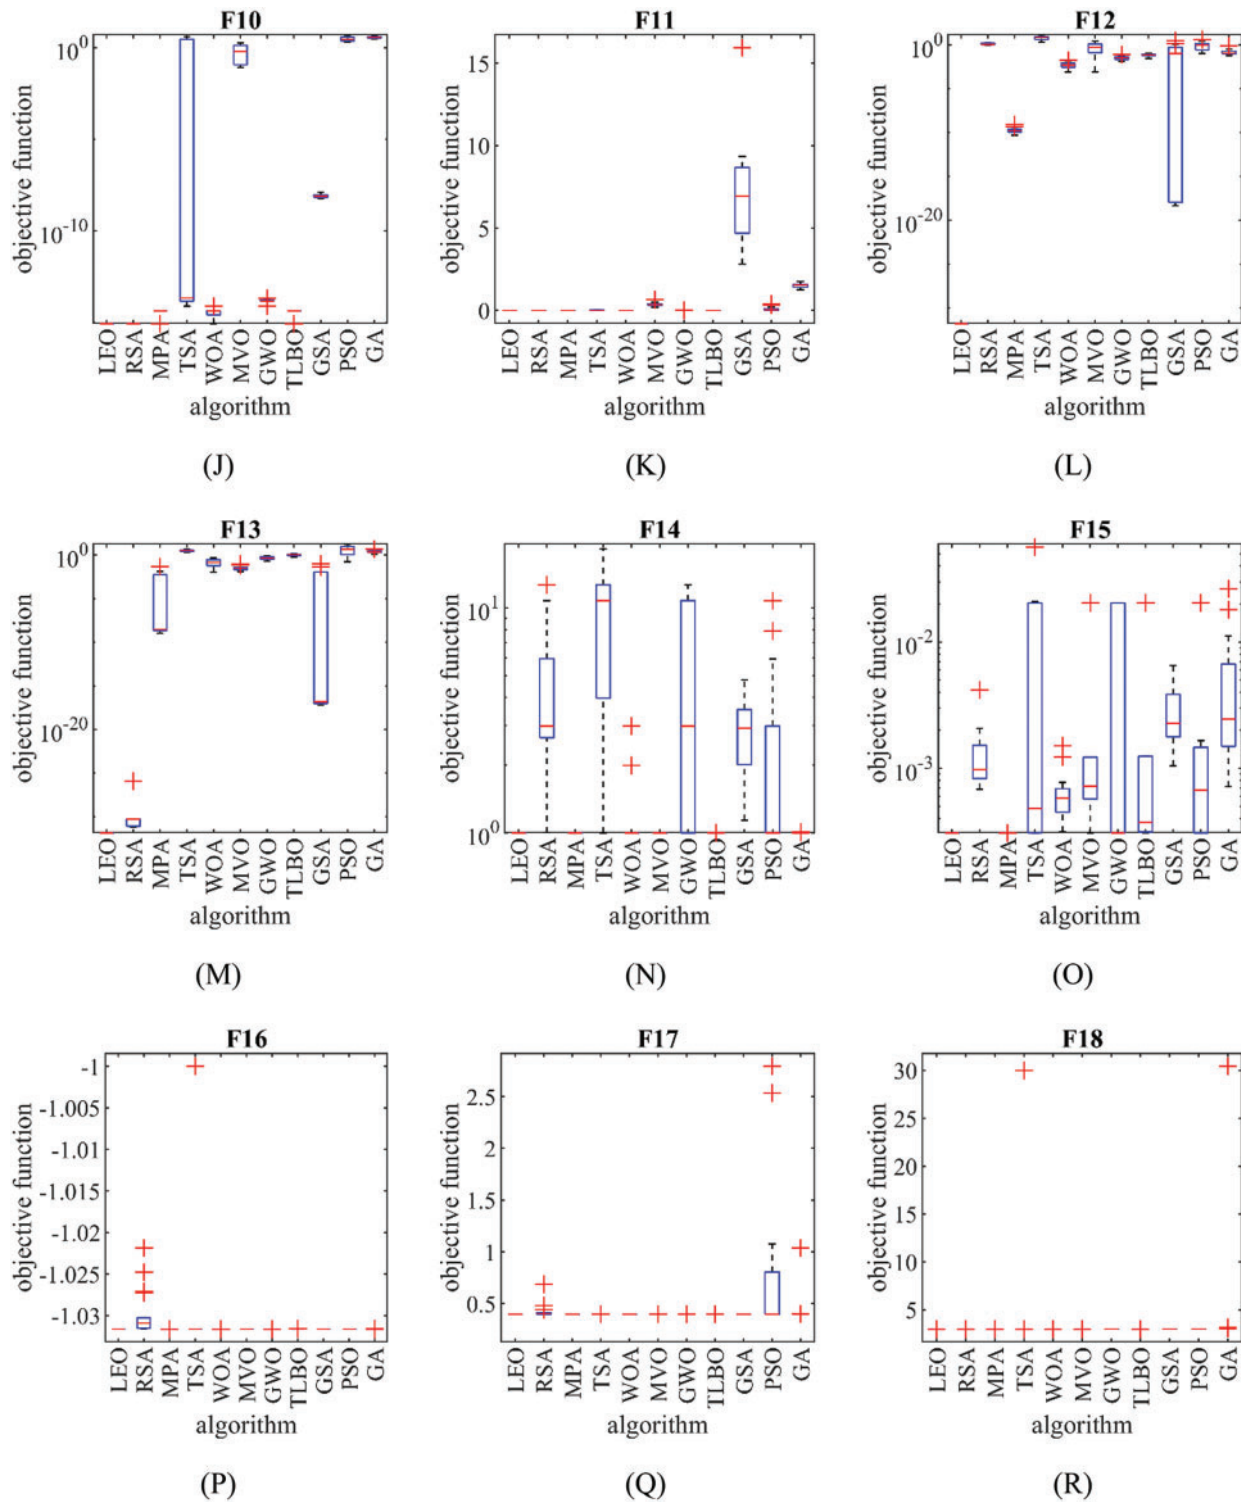 F10
F11
F12
objective function
10^0
10^-10
LEO
RSA
MPA
TSA
WOA
MVO
GWO
TLBO
GSA
PSO
GA
algorithm
(J)
objective function
15
10
5
0
LEO
RSA
MPA
TSA
WOA
MVO
GWO
TLBO
GSA
PSO
GA
algorithm
(K)
objective function
10^0
10^-20
LEO
RSA
MPA
TSA
WOA
MVO
GWO
TLBO
GSA
PSO
GA
algorithm
(L)
F13
F14
F15
objective function
10^0
10^-20
LEO
RSA
MPA
TSA
WOA
MVO
GWO
TLBO
GSA
PSO
GA
algorithm
(M)
objective function
10^1
10^0
LEO
RSA
MPA
TSA
WOA
MVO
GWO
TLBO
GSA
PSO
GA
algorithm
(N)
objective function
10^-2
10^-3
LEO
RSA
MPA
TSA
WOA
MVO
GWO
TLBO
GSA
PSO
GA
algorithm
(O)
F16
F17
F18
objective function
-1
-1.005
-1.01
-1.015
-1.02
-1.025
-1.03
LEO
RSA
MPA
TSA
WOA
MVO
GWO
TLBO
GSA
PSO
GA
algorithm
(P)
objective function
2.5
2
1.5
1
0.5
LEO
RSA
MPA
TSA
WOA
MVO
GWO
TLBO
GSA
PSO
GA
algorithm
(Q)
objective function
30
25
20
15
10
5
LEO
RSA
MPA
TSA
WOA
MVO
GWO
TLBO
GSA
PSO
GA
algorithm
(R)